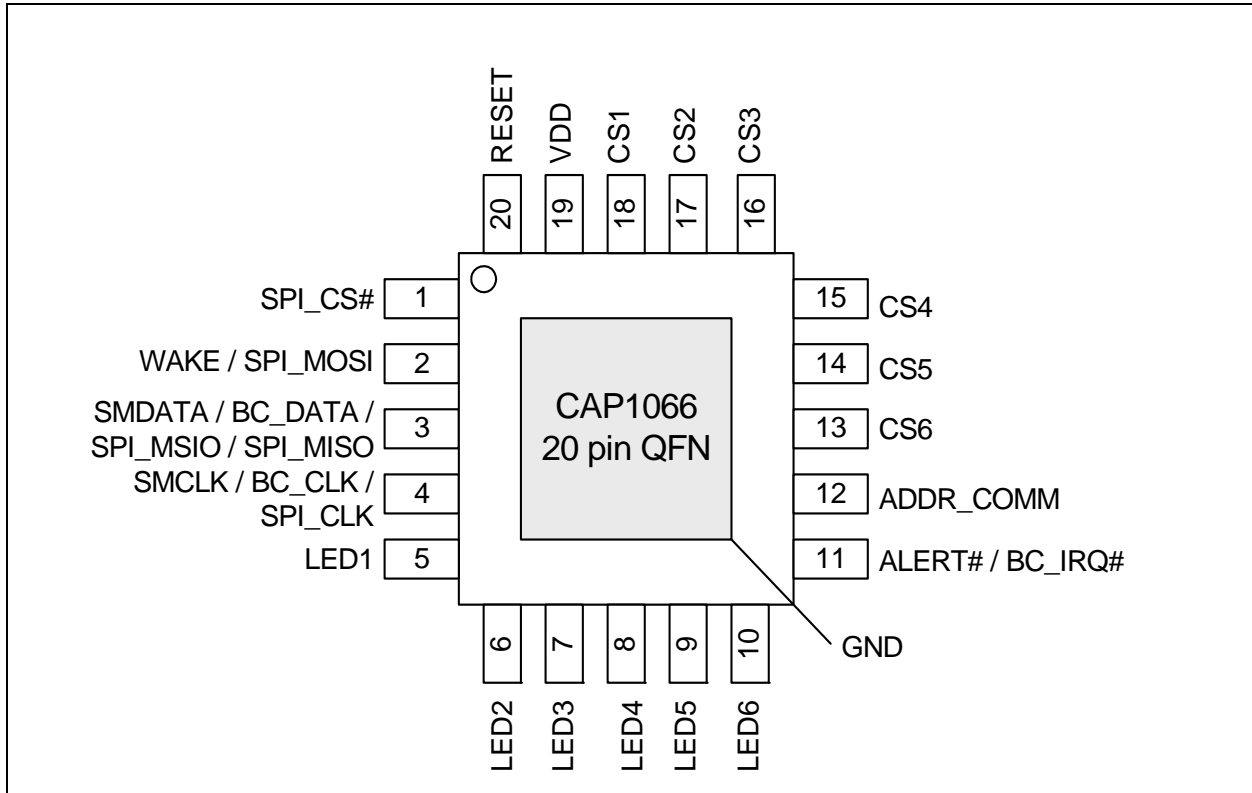 RESET
VDD
CS1
CS2
CS3
20
19
18
17
16
SPI_CS#
1
15
CS4
WAKE / SPI_MOSI
2
14
CS5
SMDATA / BC_DATA /
SPI_MSIO / SPI_MISO
3
CAP1066
20 pin QFN
13
CS6
SMCLK / BC_CLK /
SPI_CLK
4
12
ADDR_COMM
LED1
5
11
ALERT# / BC_IRQ#
6
7
8
9
10
GND
LED2
LED3
LED4
LED5
LED6